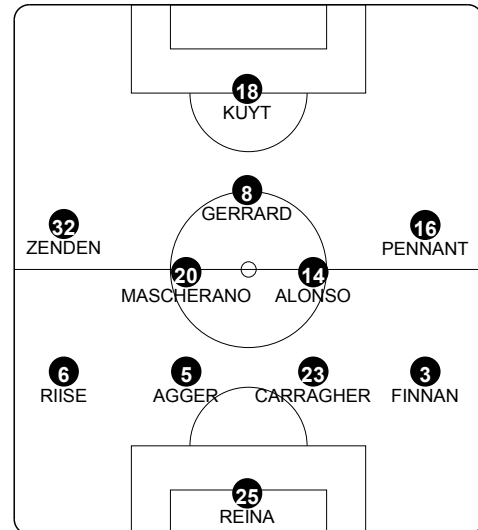 18
KUYT
8
GERRARD
32
ZENDEN
16
PENNANT
20
MASCHERANO
14
ALONSO
6
RIISE
5
AGGER
23
CARRAGHER
3
FINNAN
25
REINA